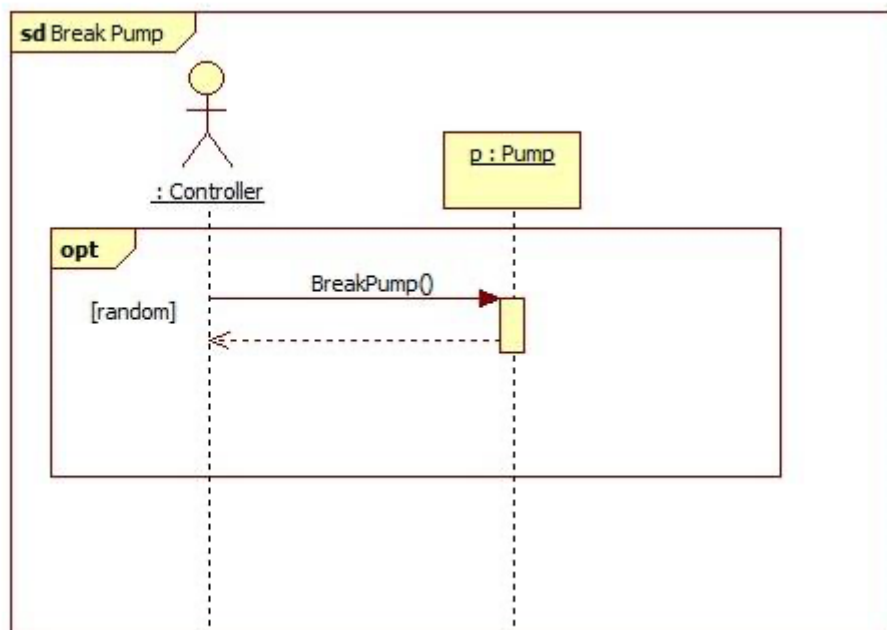 sd Break Pump
: Controller
p : Pump
opt
BreakPump()
[random]